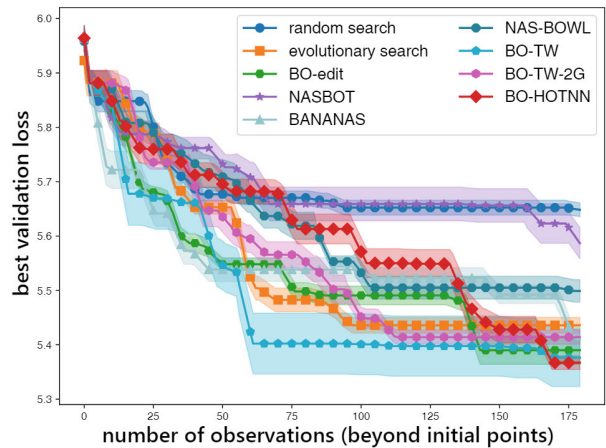 6.0
5.9
5.8
5.7
5.6
5.5
5.4
5.3
best validation loss
random search
evolutionary search
BO-edit
NASBOT
BANANAS
NAS-BOWL
BO-TW
BO-TW-2G
BO-HOTNN
0 25 50 75 100 125 150 175
number of observations (beyond initial points)